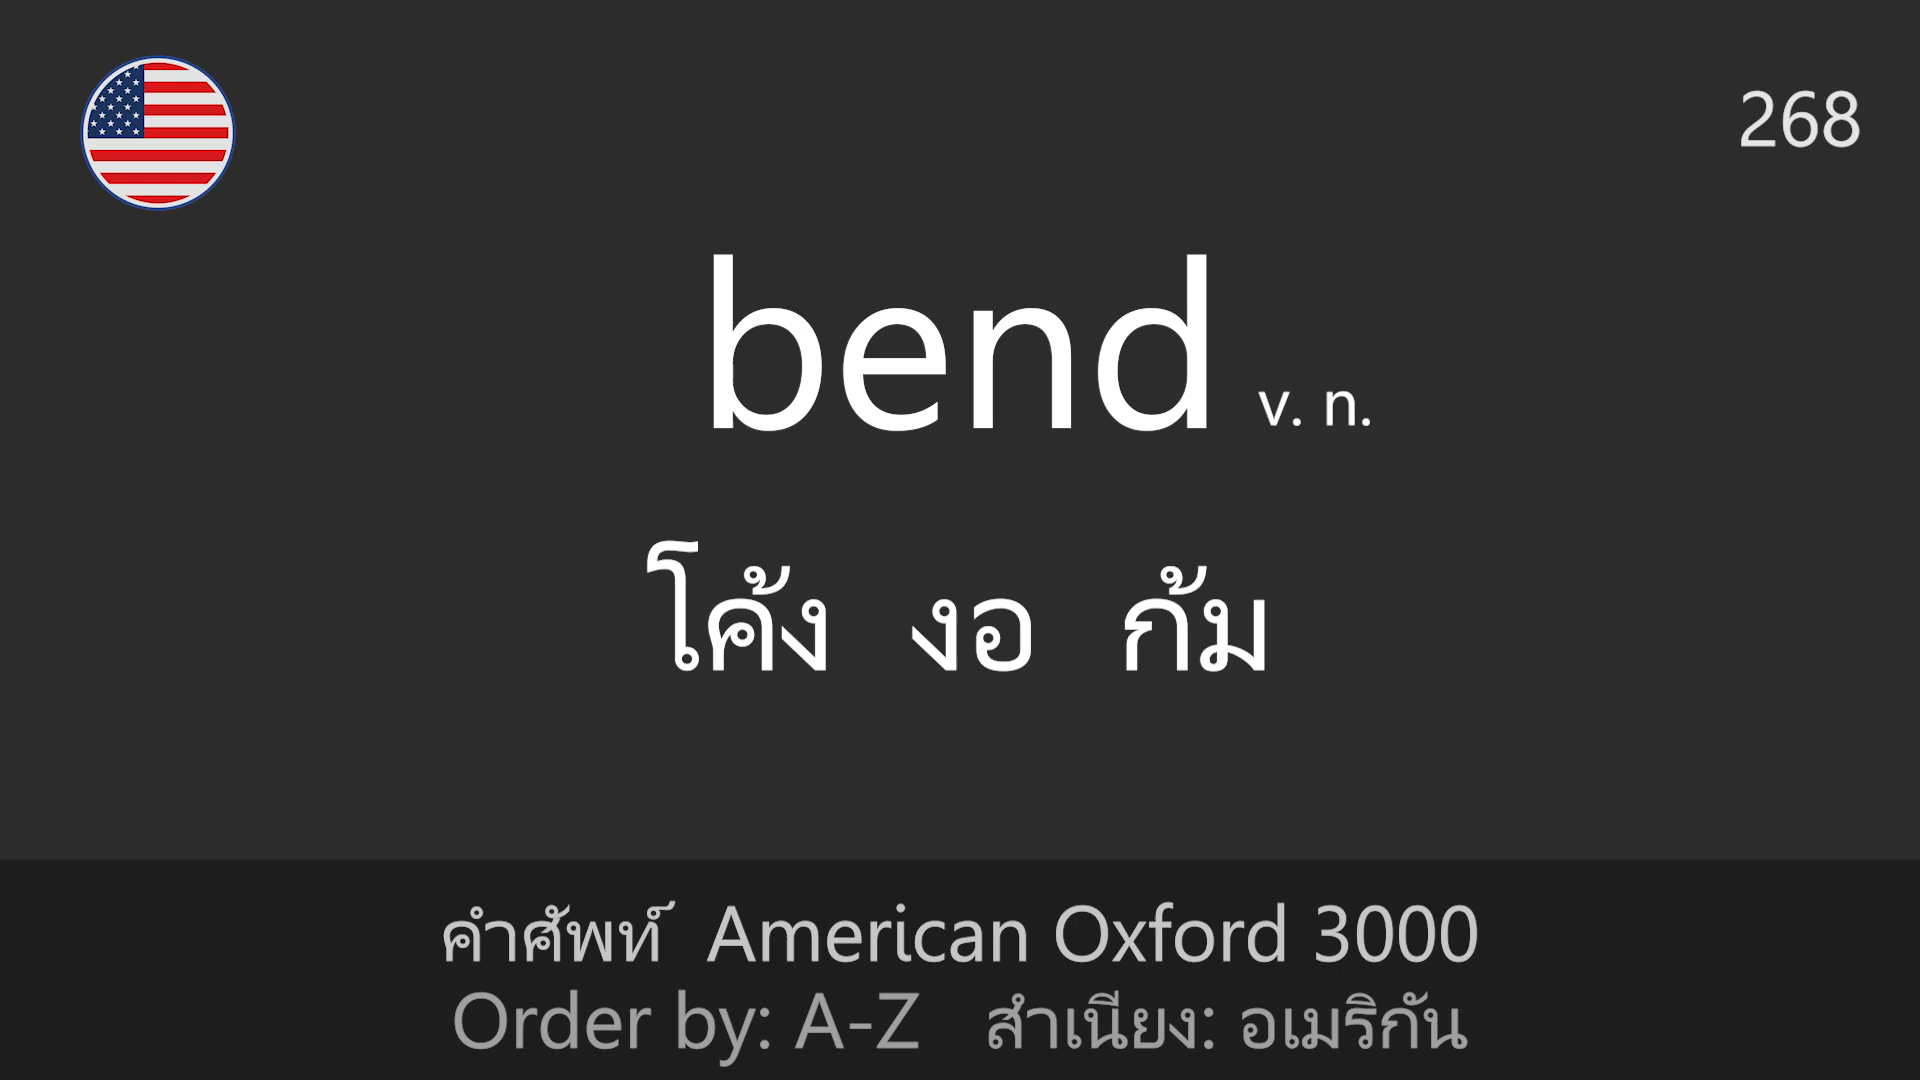 268
bend v. n.
โค้ง งอ ก้ม
คำศัพท์ American Oxford 3000
Order by: A-Z สำเนียง: อเมริกัน